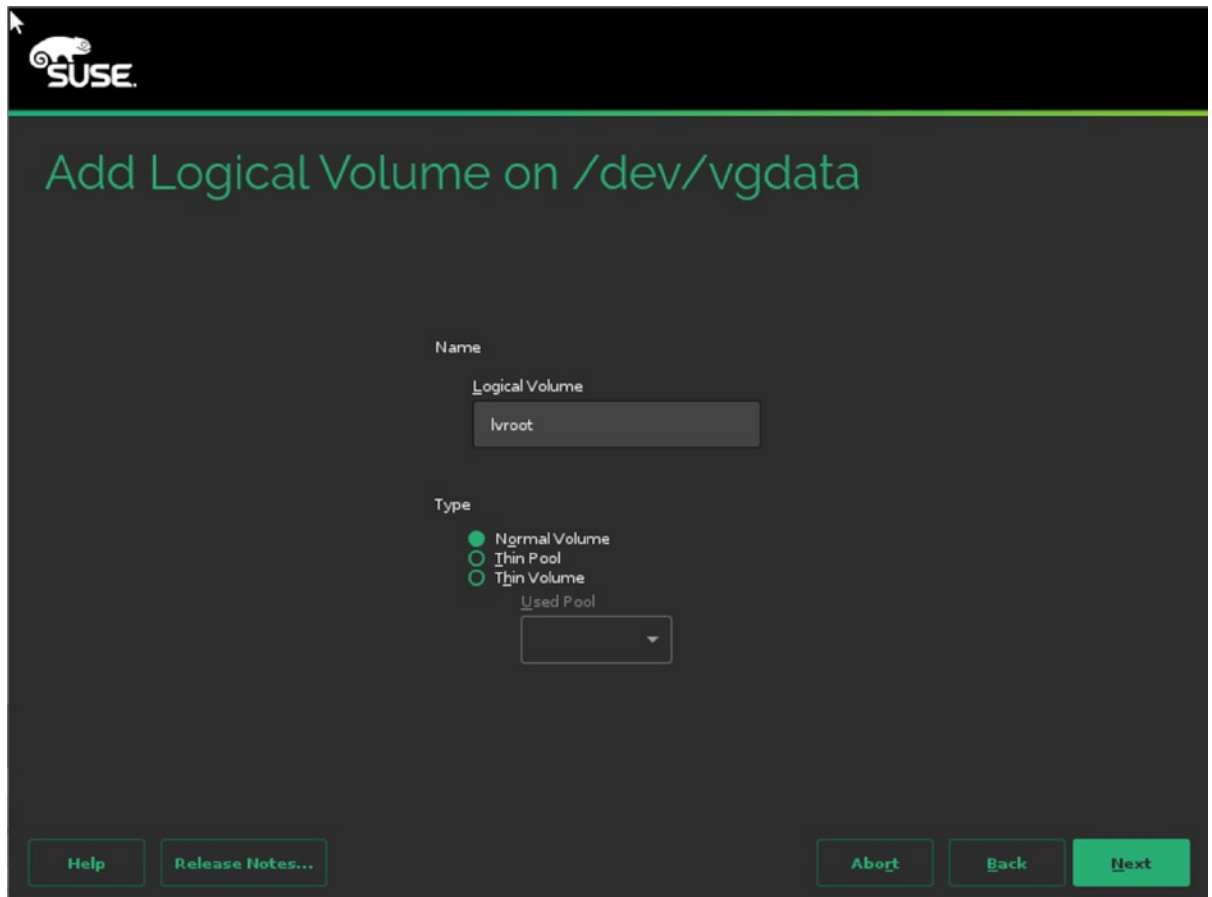 SUSE.
Add Logical Volume on /dev/vgdata
Name
Logical Volume
lvroot
Type
Normal Volume
Thin Pool
Thin Volume
Used Pool
Help Release Notes... Abort Back Next